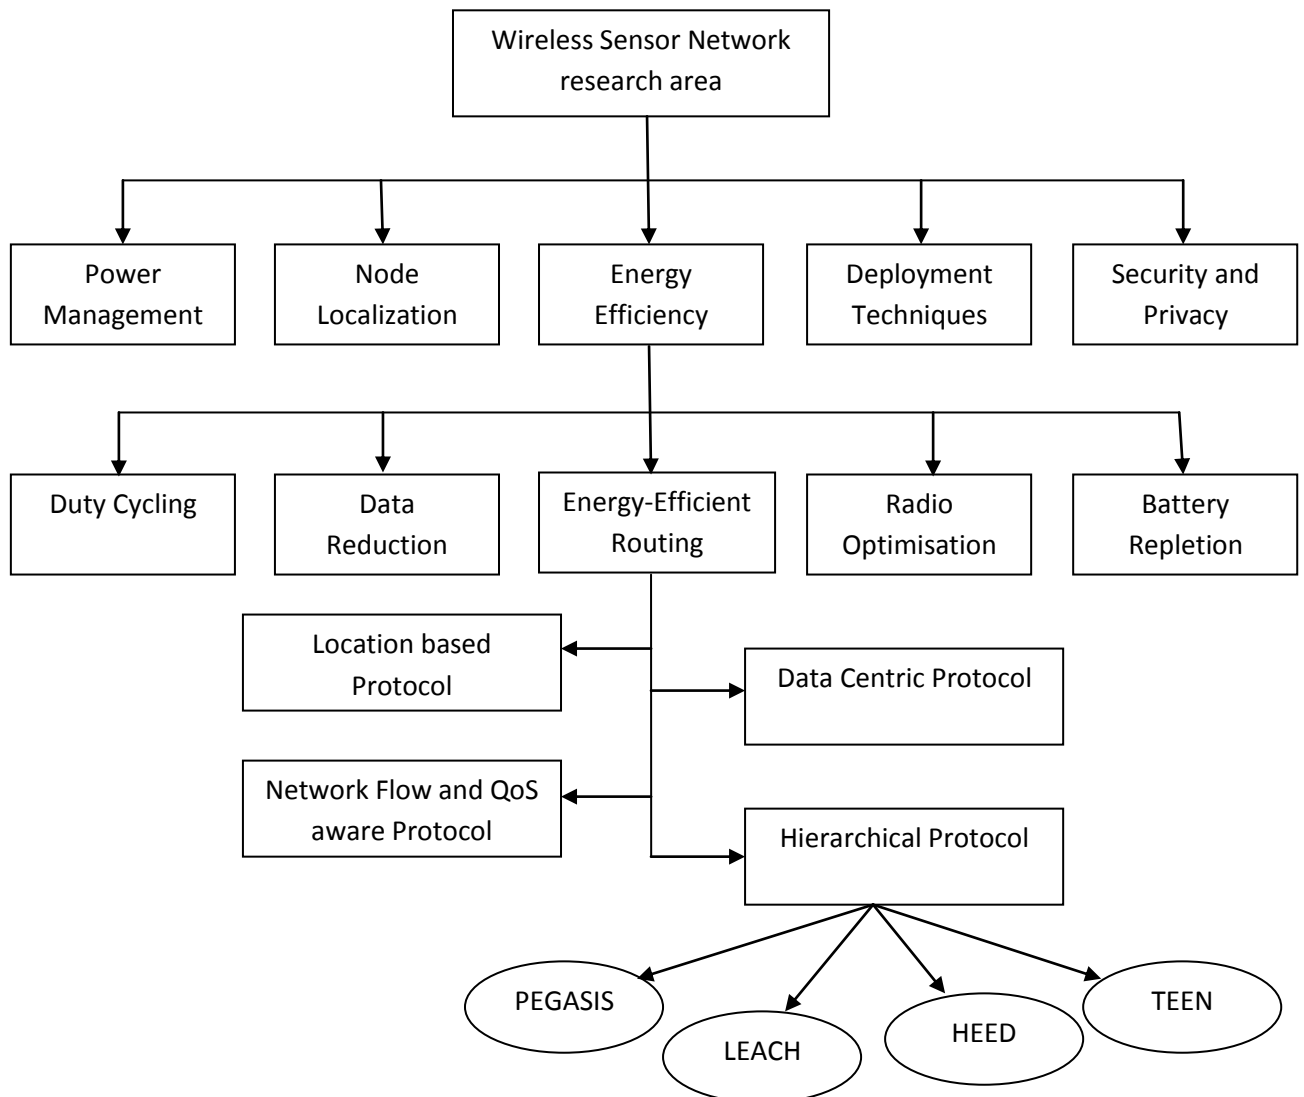 Wireless Sensor Network
research area
Power
Management
Node
Localization
Energy
Efficiency
Deployment
Techniques
Security and
Privacy
Duty Cycling
Data
Reduction
Energy-Efficient
Routing
Radio
Optimisation
Battery
Repletion
Location based
Protocol
Data Centric Protocol
Network Flow and QoS
aware Protocol
Hierarchical Protocol
PEGASIS
LEACH
HEED
TEEN